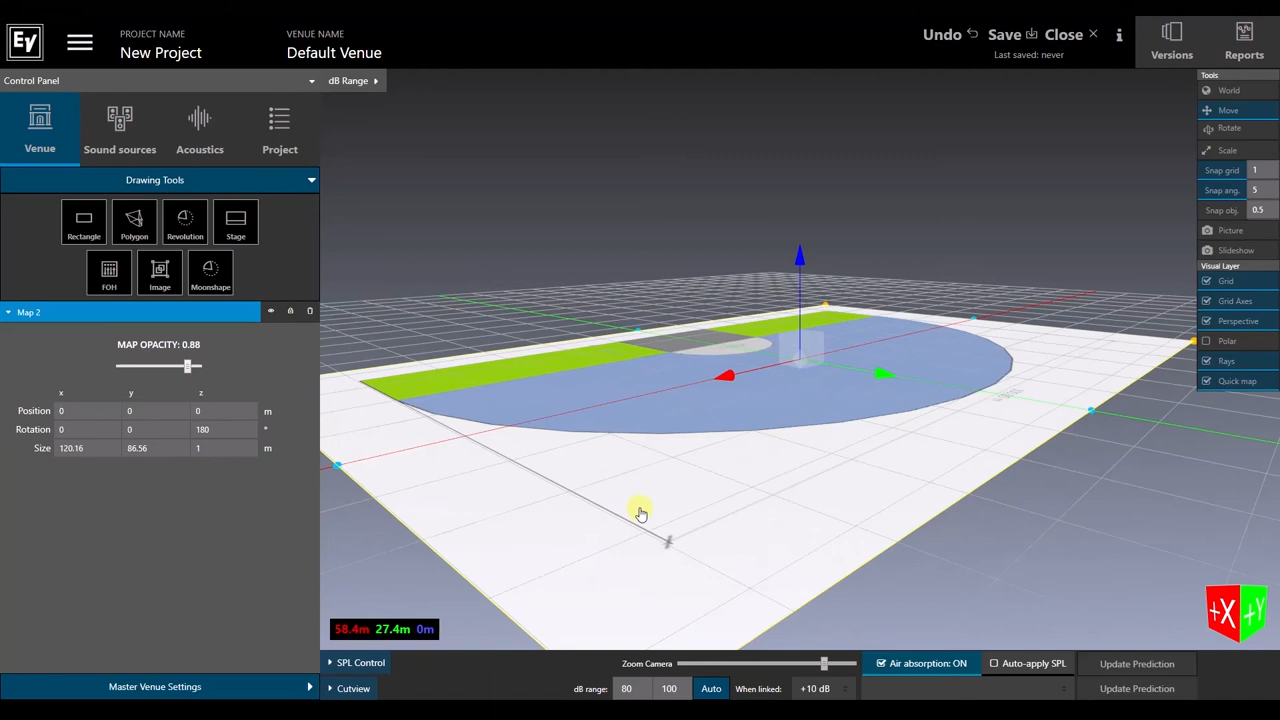 EV
PROJECT NAME
New Project
VENUE NAME
Default Venue
Undo
Save
Close
i
Last saved: never
Versions
Reports
Control Panel
dB Range
Venue
Sound sources
Acoustics
Project
Drawing Tools
Rectangle
Polygon
Revolution
Stage
FOH
Image
Moonshape
Map 2
MAP OPACITY: 0.88
x y z
Position 0 0 0 m
Rotation 0 0 180 °
Size 120.16 86.56 1 m
Master Venue Settings
Tools
World
Move
Rotate
Scale
Snap grid 1
Snap ang. 5
Snap obj. 0.5
Picture
Slideshow
Visual Layer
Grid
Grid Axes
Perspective
Polar
Rays
Quick map
+X +Y
58.4m 27.4m 0m
SPL Control
Zoom Camera
Air absorption: ON
Auto-apply SPL
Update Prediction
Cutview
dB range: 80 100 Auto
When linked: +10 dB
Update Prediction